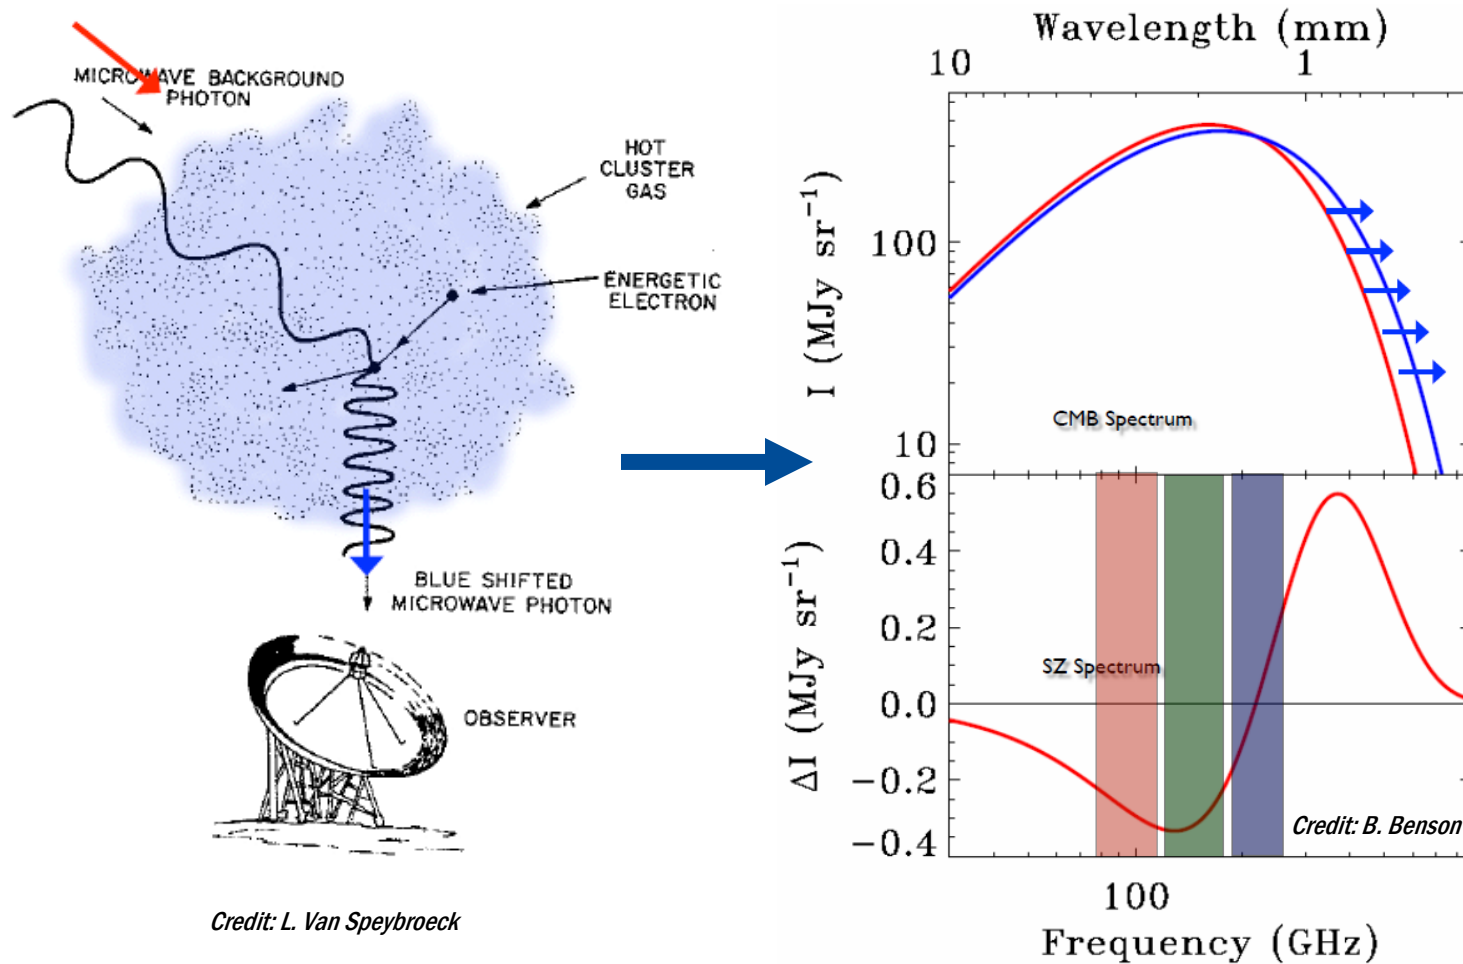 MICROWAVE BACKGROUND
PHOTON
HOT
CLUSTER
GAS
ENERGETIC
ELECTRON
BLUE SHIFTED
MICROWAVE PHOTON
OBSERVER
Credit: L. Van Speybroeck
Wavelength (mm)
10 1
I (MJy sr⁻¹)
100
10
CMB Spectrum
ΔI (MJy sr⁻¹)
0.6
0.4
0.2
0.0
−0.2
−0.4
SZ Spectrum
Credit: B. Benson
100
Frequency (GHz)